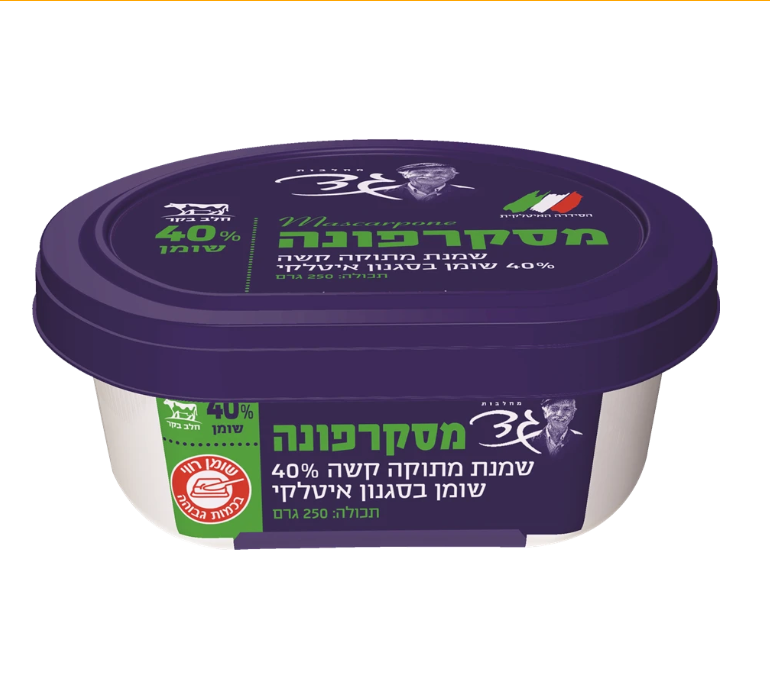 מחלבות
גד
הסידרה האיטלקית
חלב בקר
40%
שומן
Mascarpone
מסקרפונה
שמנת מתוקה קשה
40% שומן בסגנון איטלקי
תכולה: 250 גרם
מחלבות
גד
חלב בקר
40%
שומן
מסקרפונה
שמנת מתוקה קשה 40%
שומן בסגנון איטלקי
תכולה: 250 גרם
שומן רווי
בכמות גבוהה